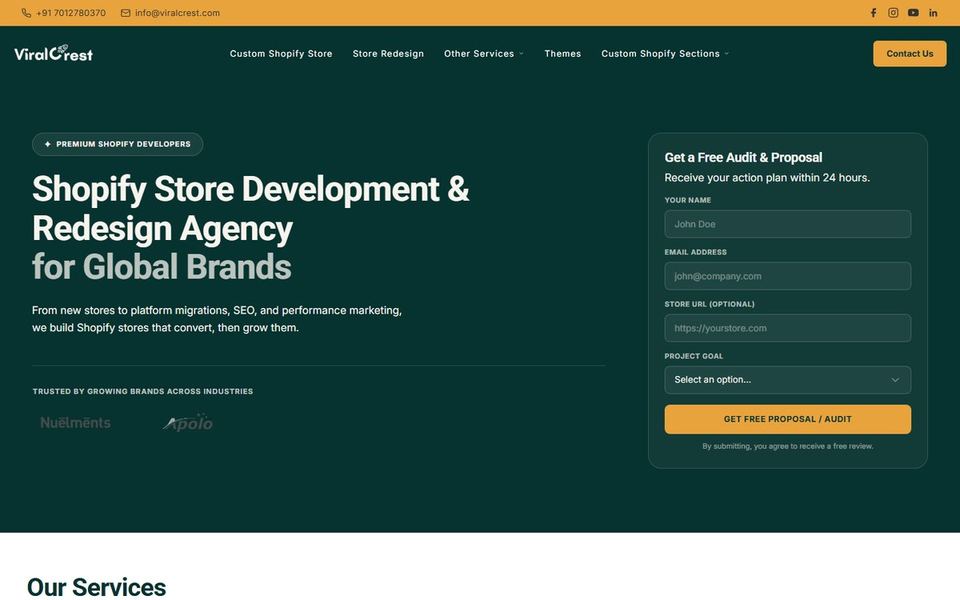 +91 7012780370 info@viralcrest.com
ViralCrest
Custom Shopify Store Store Redesign Other Services Themes Custom Shopify Sections Contact Us
PREMIUM SHOPIFY DEVELOPERS
Shopify Store Development &
Redesign Agency
for Global Brands
From new stores to platform migrations, SEO, and performance marketing,
we build Shopify stores that convert, then grow them.
TRUSTED BY GROWING BRANDS ACROSS INDUSTRIES
Nuēlmēnts Apolo
Get a Free Audit & Proposal
Receive your action plan within 24 hours.
YOUR NAME
John Doe
EMAIL ADDRESS
john@company.com
STORE URL (OPTIONAL)
https://yourstore.com
PROJECT GOAL
Select an option...
GET FREE PROPOSAL / AUDIT
By submitting, you agree to receive a free review.
Our Services